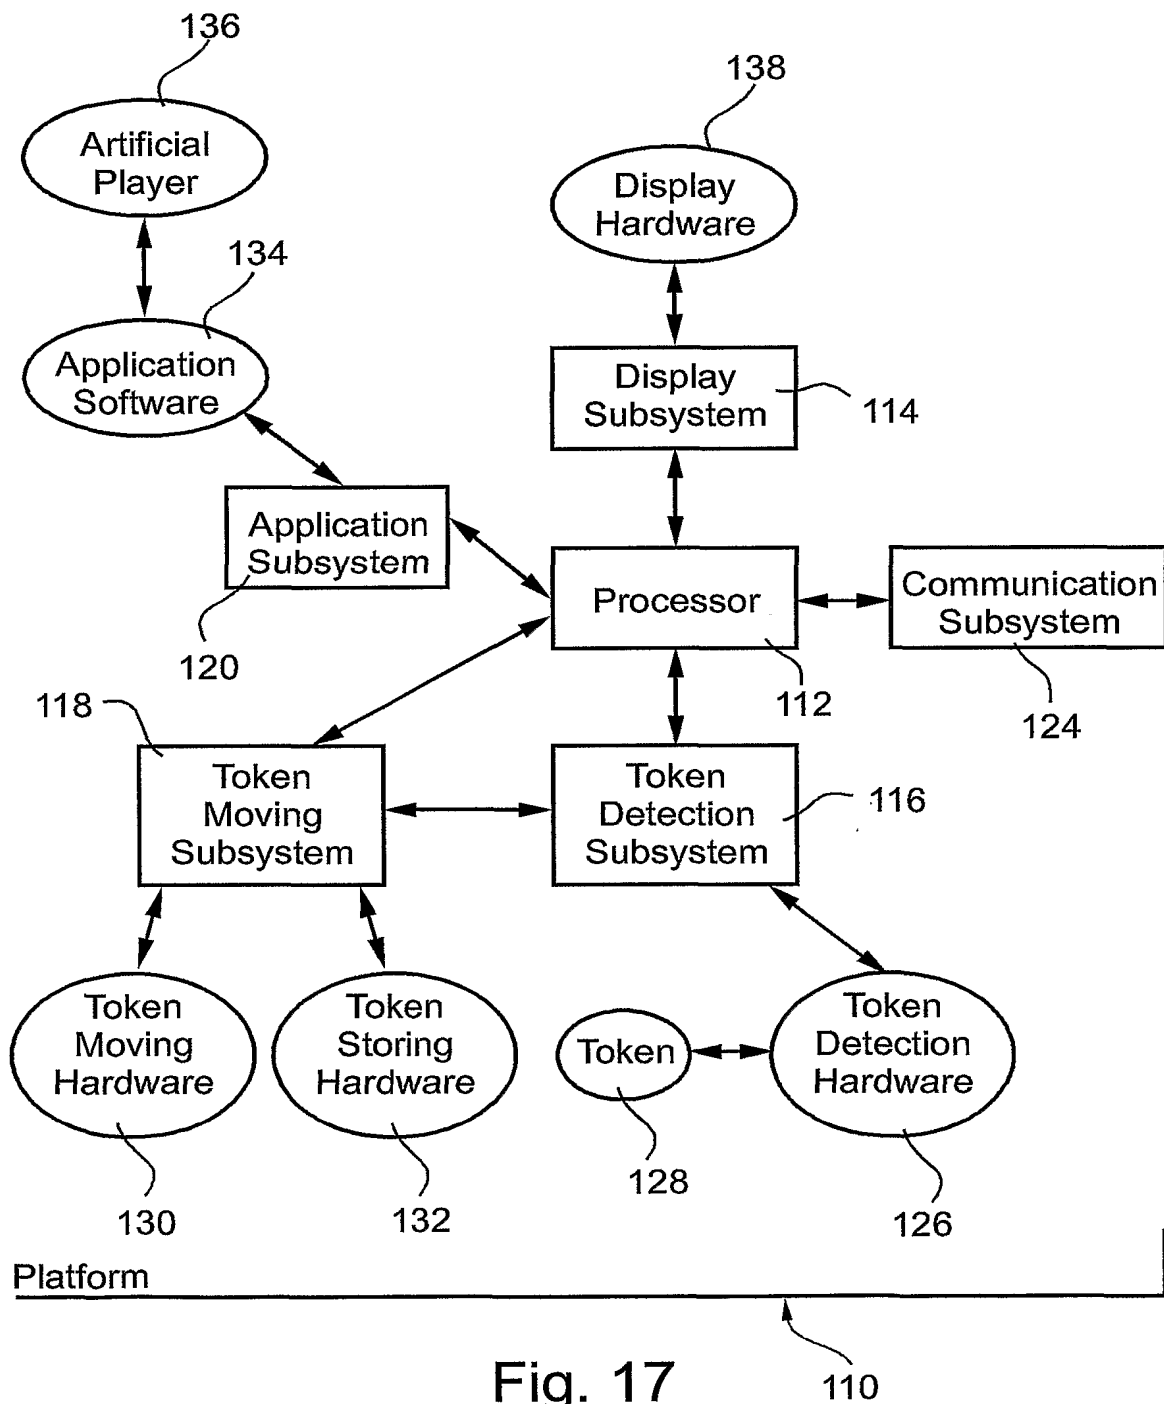 136
138
Artificial
Player
Display
Hardware
134
Application
Software
Display
Subsystem
114
Application
Subsystem
Processor
Communication
Subsystem
120
118
112
124
Token
Moving
Subsystem
Token
Detection
Subsystem
116
Token
Moving
Hardware
Token
Storing
Hardware
Token
Token
Detection
Hardware
128
130
132
126
Platform
Fig. 17
110